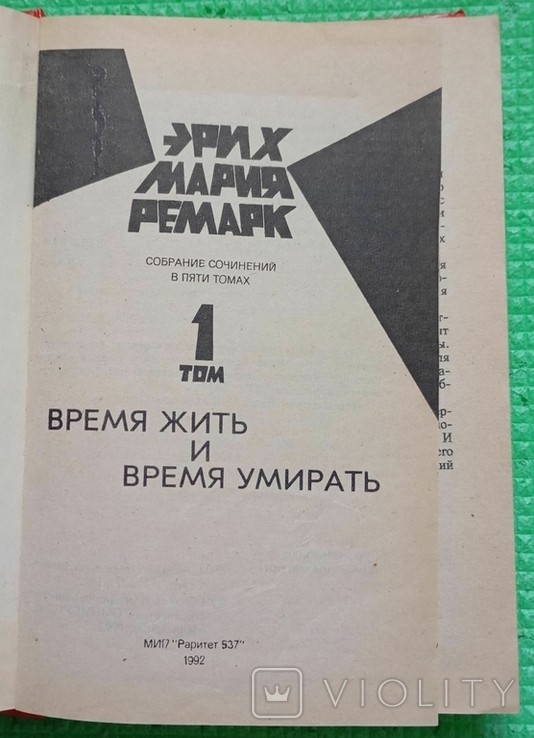 ЭРИХ
МАРИЯ
РЕМАРК
СОБРАНИЕ СОЧИНЕНИЙ
В ПЯТИ ТОМАХ
1
ТОМ
ВРЕМЯ ЖИТЬ
И
ВРЕМЯ УМИРАТЬ
МИП "Раритет 537"
1992
VIOLITY